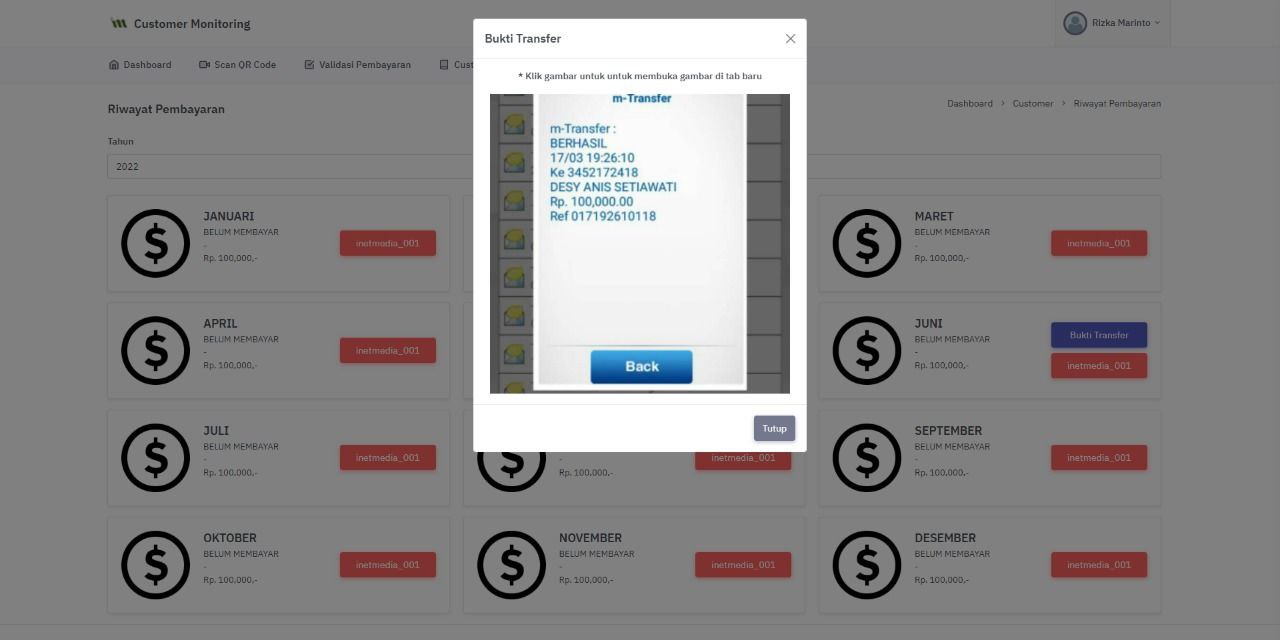 Customer Monitoring
Rizka Marinto
Dashboard
Scan QR Code
Validasi Pembayaran
Cust
Riwayat Pembayaran
Dashboard > Customer > Riwayat Pembayaran
Tahun
2022
Bukti Transfer
* Klik gambar untuk untuk membuka gambar di tab baru
m-Transfer
m-Transfer :
BERHASIL
17/03 19:26:10
Ke 3452172418
DESY ANIS SETIAWATI
Rp. 100,000.00
Ref 017192610118
Back
Tutup
JANUARI
BELUM MEMBAYAR
-
Rp. 100,000,-
inetmedia_001
MARET
BELUM MEMBAYAR
-
Rp. 100,000,-
inetmedia_001
APRIL
BELUM MEMBAYAR
-
Rp. 100,000,-
inetmedia_001
JUNI
BELUM MEMBAYAR
-
Rp. 100,000,-
Bukti Transfer
inetmedia_001
JULI
BELUM MEMBAYAR
-
Rp. 100,000,-
inetmedia_001
Rp. 100,000,-
inetmedia_001
SEPTEMBER
BELUM MEMBAYAR
-
Rp. 100,000,-
inetmedia_001
OKTOBER
BELUM MEMBAYAR
-
Rp. 100,000,-
inetmedia_001
NOVEMBER
BELUM MEMBAYAR
-
Rp. 100,000,-
inetmedia_001
DESEMBER
BELUM MEMBAYAR
-
Rp. 100,000,-
inetmedia_001